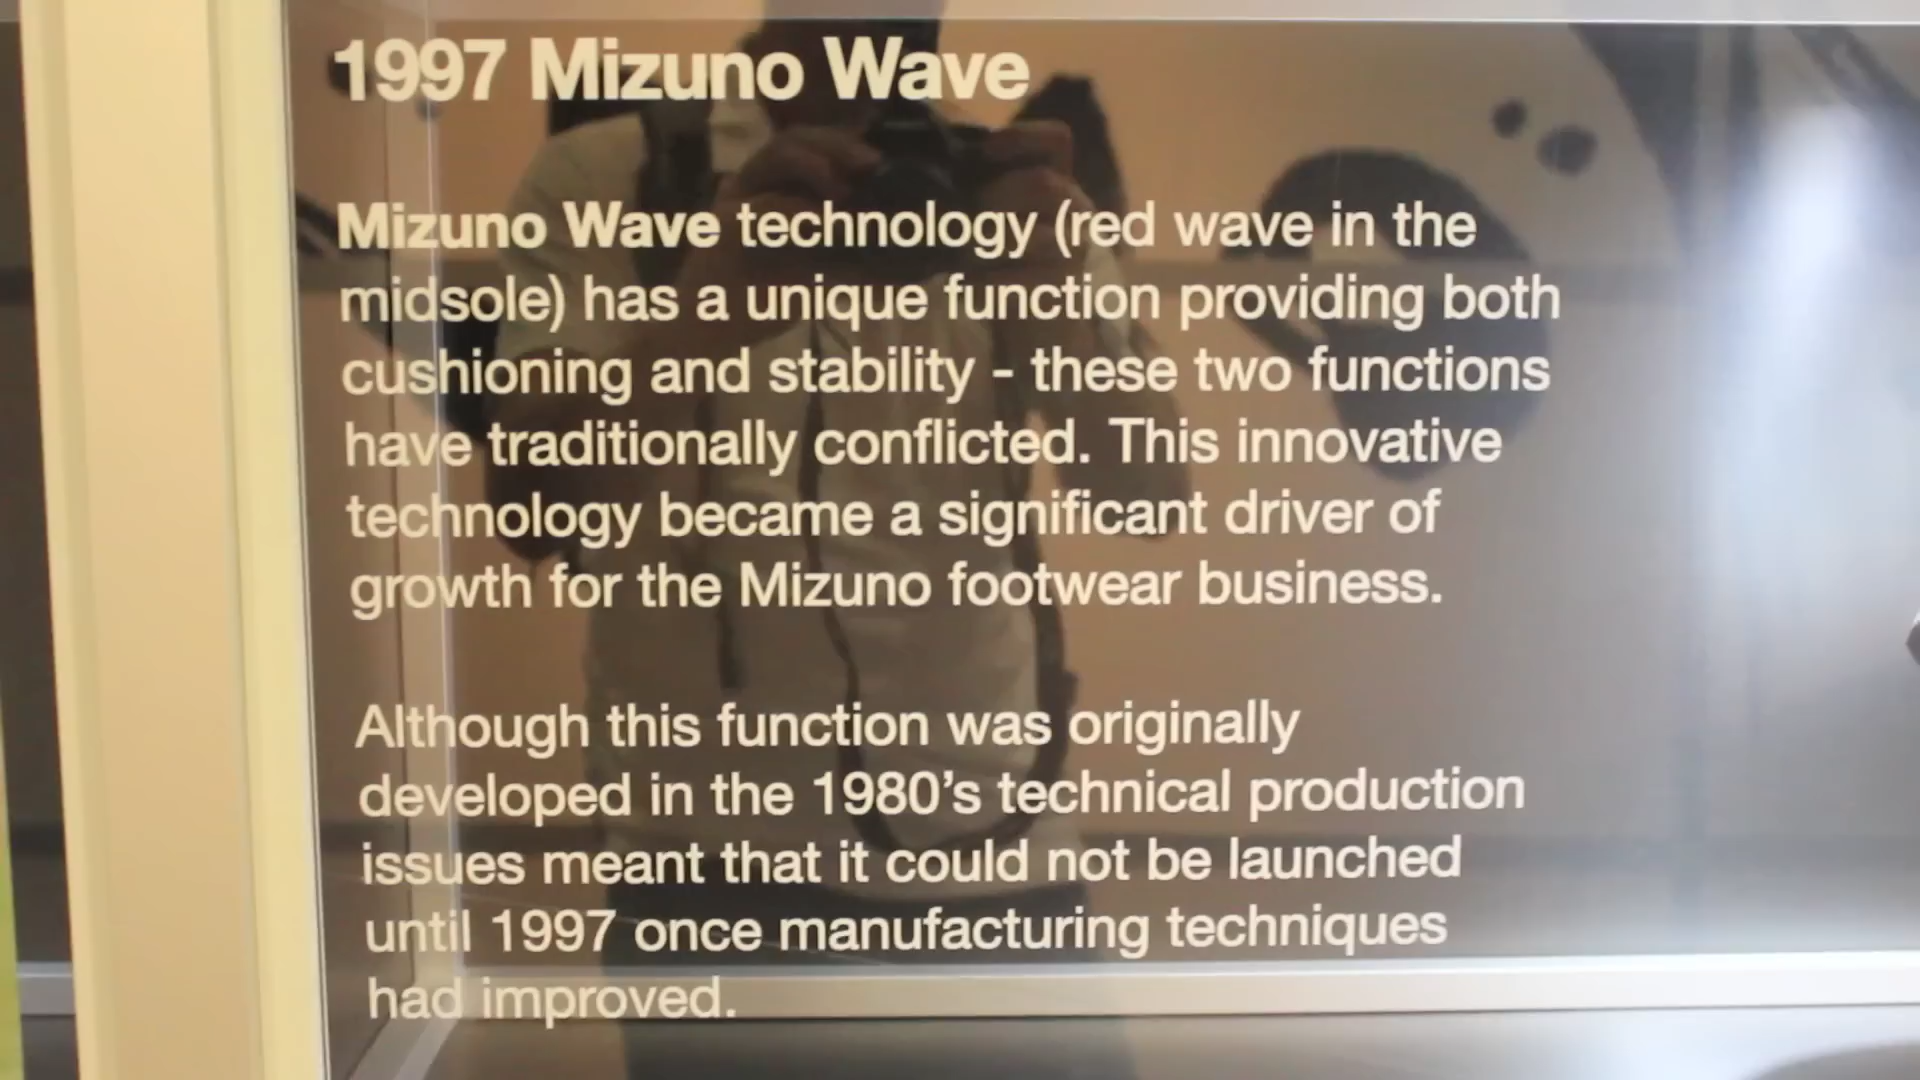 1997 Mizuno Wave
Mizuno Wave technology (red wave in the
midsole) has a unique function providing both
cushioning and stability - these two functions
have traditionally conflicted. This innovative
technology became a significant driver of
growth for the Mizuno footwear business.
Although this function was originally
developed in the 1980’s technical production
issues meant that it could not be launched
until 1997 once manufacturing techniques
had improved.